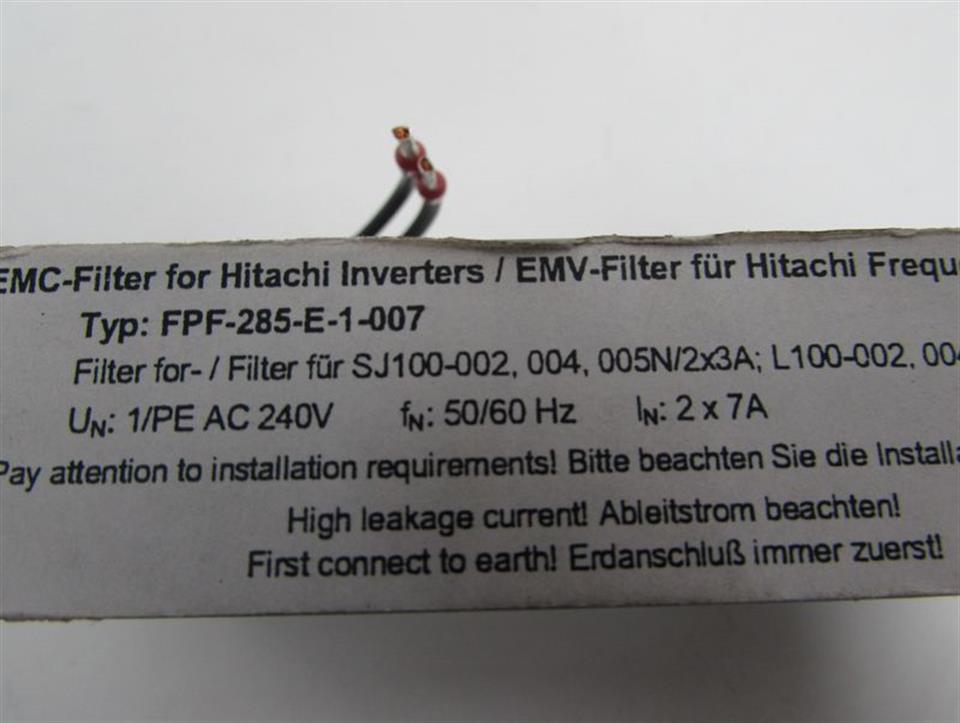 EMC-Filter for Hitachi Inverters / EMV-Filter für Hitachi Frequ
Typ: FPF-285-E-1-007
Filter for- / Filter für SJ100-002, 004, 005N/2x3A; L100-002, 004
UN: 1/PE AC 240V fN: 50/60 Hz IN: 2 x 7A
Pay attention to installation requirements! Bitte beachten Sie die Installa
High leakage current! Ableitstrom beachten!
First connect to earth! Erdanschluß immer zuerst!